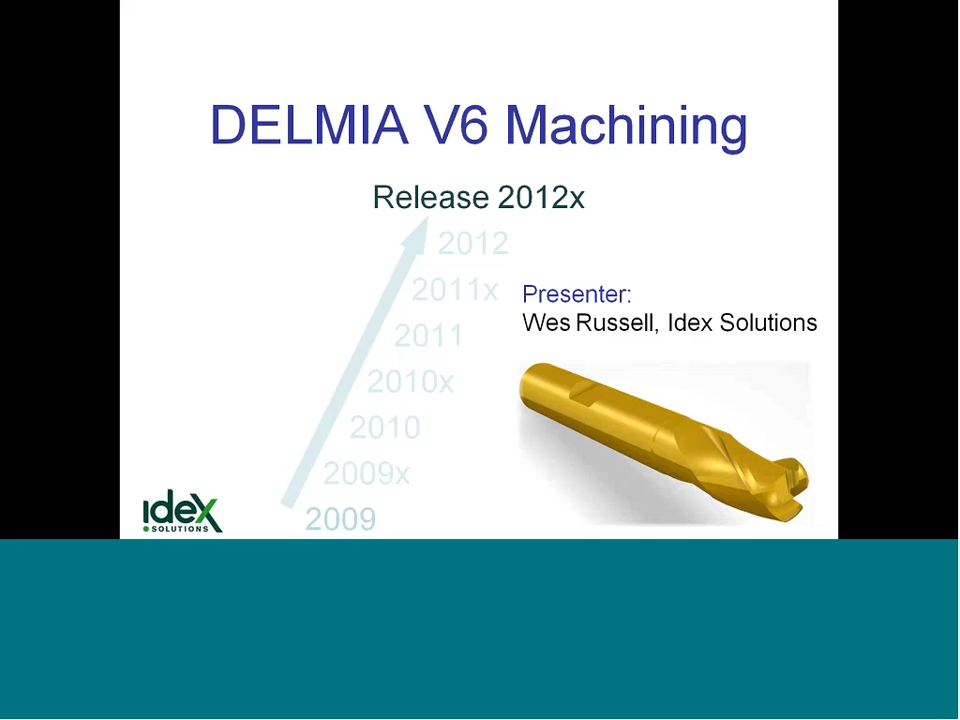 DELMIA V6 Machining
Release 2012x
2012
2011x
2011
2010x
2010
2009x
2009
Presenter:
Wes Russell, Idex Solutions
idex
SOLUTIONS